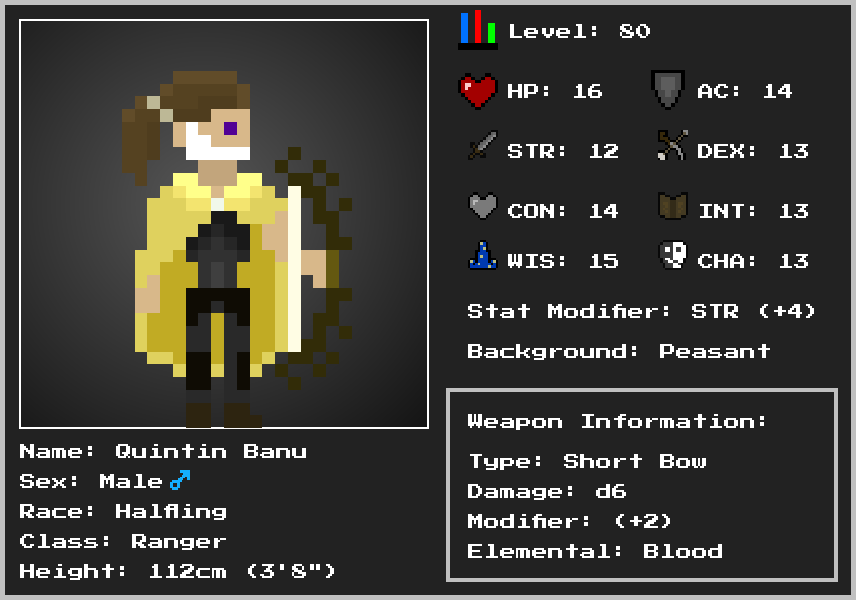 Level: 80
HP: 16
AC: 14
STR: 12
DEX: 13
CON: 14
INT: 13
WIS: 15
CHA: 13
Stat Modifier: STR (+4)
Background: Peasant
Name: Quintin Banu
Sex: Male♂
Race: Halfling
Class: Ranger
Height: 112cm (3'8")
Weapon Information:
Type: Short Bow
Damage: d6
Modifier: (+2)
Elemental: Blood